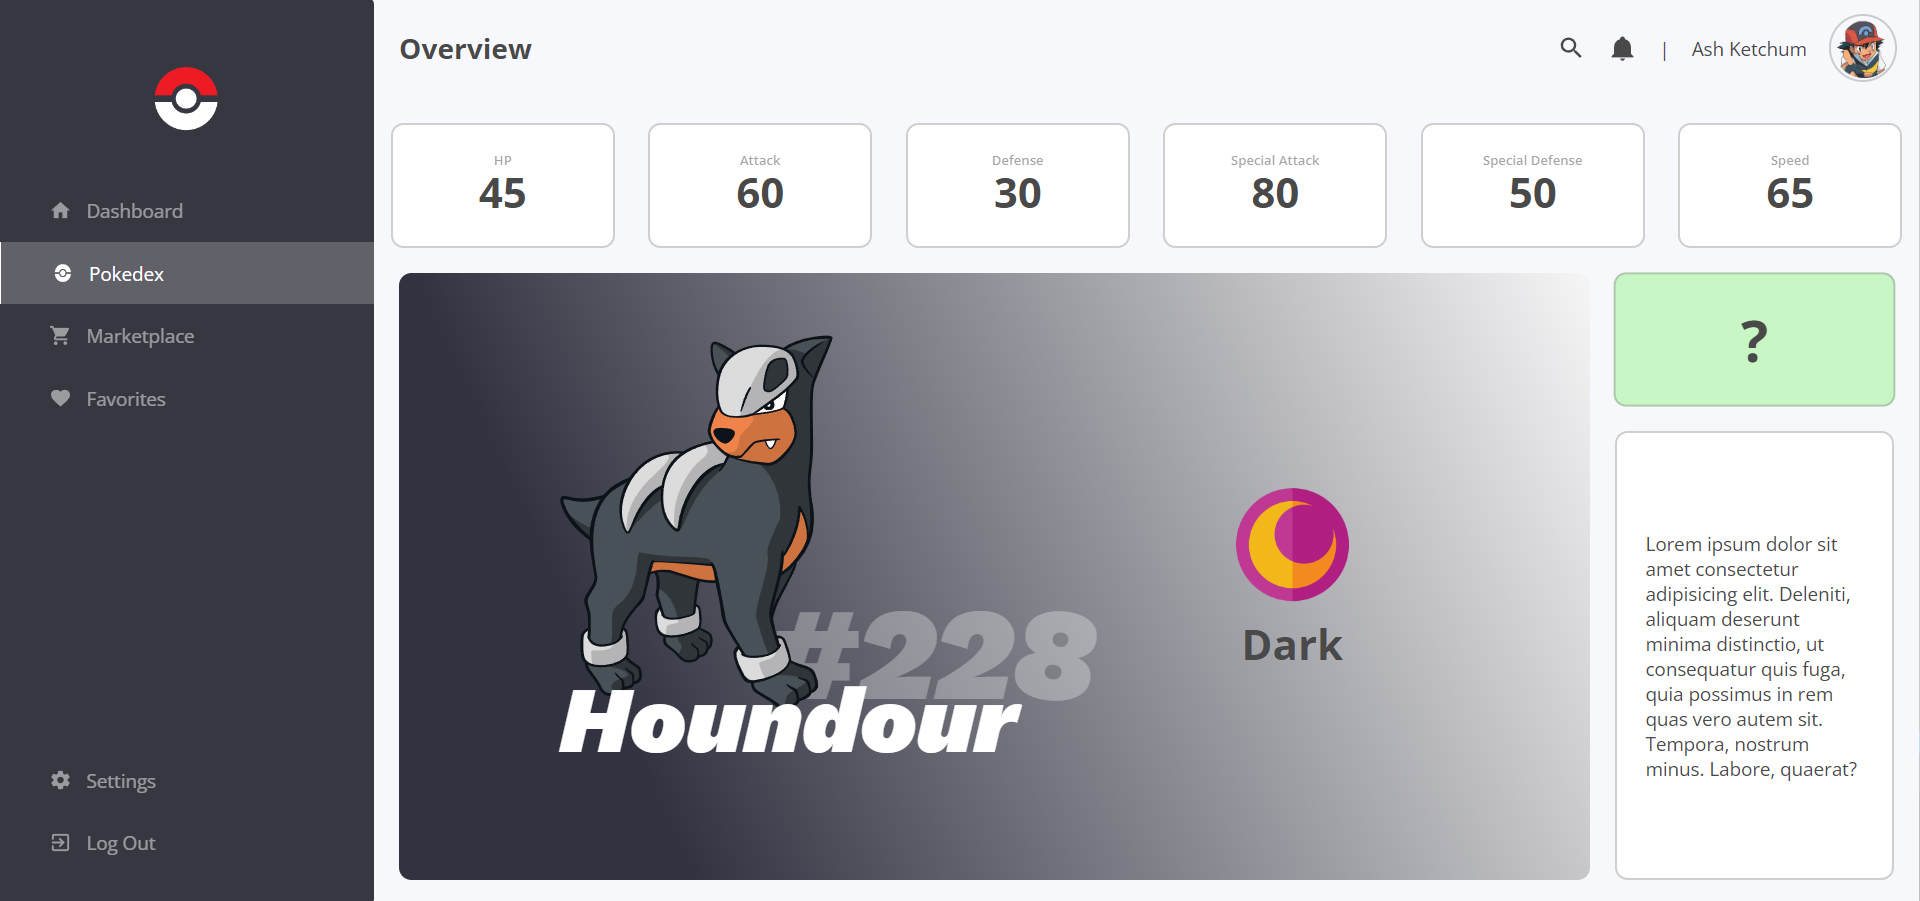 Overview
| Ash Ketchum
Dashboard
Pokedex
Marketplace
Favorites
Settings
Log Out
HP
45
Attack
60
Defense
30
Special Attack
80
Special Defense
50
Speed
65
#228
Houndour
Dark
?
Lorem ipsum dolor sit
amet consectetur
adipisicing elit. Deleniti,
aliquam deserunt
minima distinctio, ut
consequatur quis fuga,
quia possimus in rem
quas vero autem sit.
Tempora, nostrum
minus. Labore, quaerat?